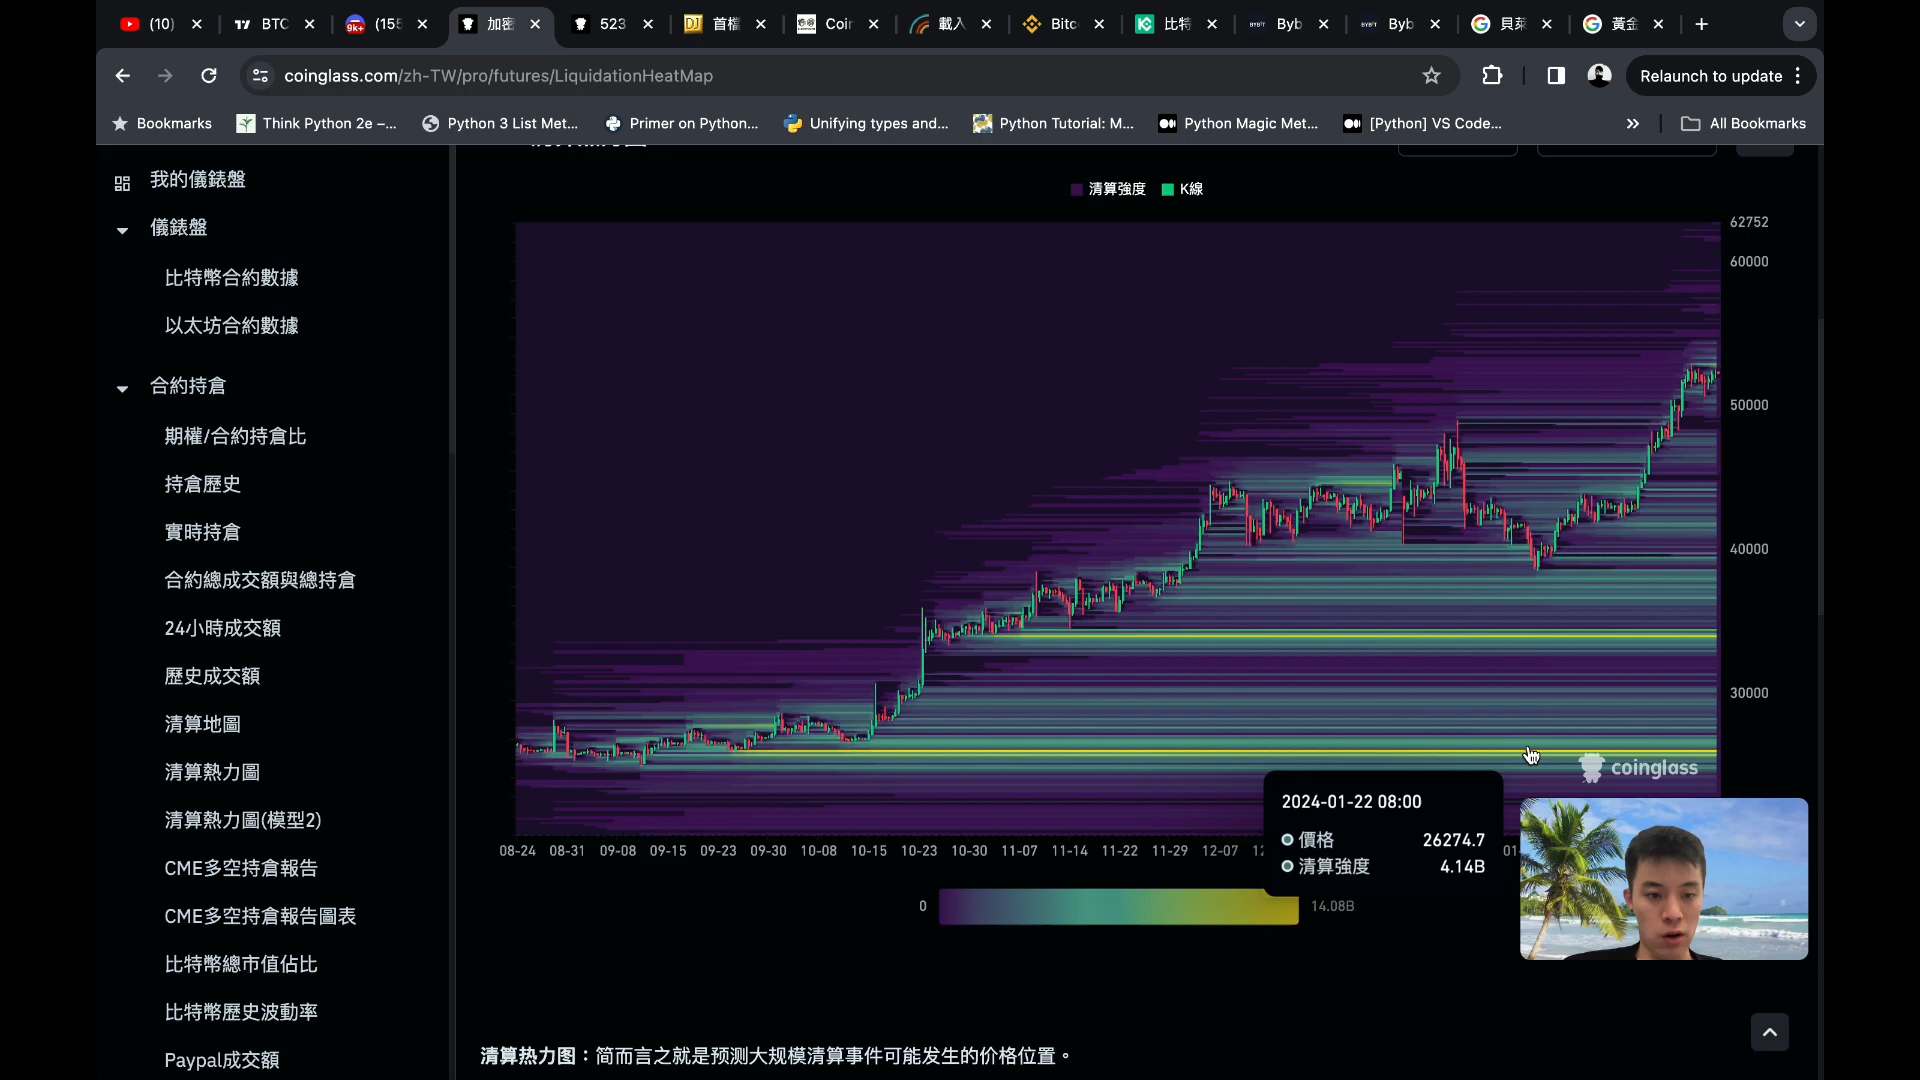 (10)
BTC
9k+
(155
加密
523
DJ
首檔
Coin
載入
Bitc
比特
BYBIT
Byb
BYBIT
Byb
貝萊
黃金
coinglass.com/zh-TW/pro/futures/LiquidationHeatMap
Relaunch to update
Bookmarks
Think Python 2e –...
Python 3 List Met...
Primer on Python...
Unifying types and...
Python Tutorial: M...
Python Magic Met...
[Python] VS Code...
All Bookmarks
我的儀錶盤
儀錶盤
比特幣合約數據
以太坊合約數據
合約持倉
期權/合約持倉比
持倉歷史
實時持倉
合約總成交額與總持倉
24小時成交額
歷史成交額
清算地圖
清算熱力圖
清算熱力圖(模型2)
CME多空持倉報告
CME多空持倉報告圖表
比特幣總市值佔比
比特幣歷史波動率
Paypal成交額
清算強度 K線
62752
60000
50000
40000
30000
coinglass
2024-01-22 08:00
價格 26274.7
清算強度 4.14B
08-24 08-31 09-08 09-15 09-23 09-30 10-08 10-15 10-23 10-30 11-07 11-14 11-22 11-29 12-07
0 14.08B
清算热力图：简而言之就是预测大规模清算事件可能发生的价格位置。